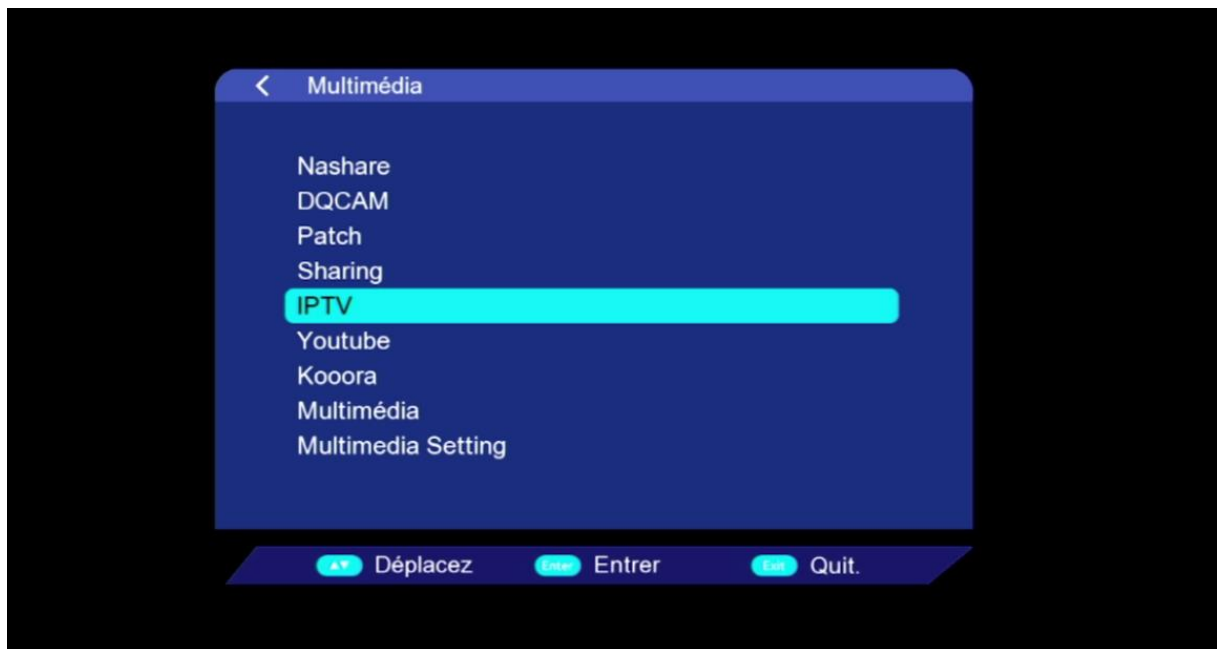 Multimédia
Nashare
DQCAM
Patch
Sharing
IPTV
Youtube
Kooora
Multimédia
Multimedia Setting
Déplacez Enter Entrer Exit Quit.